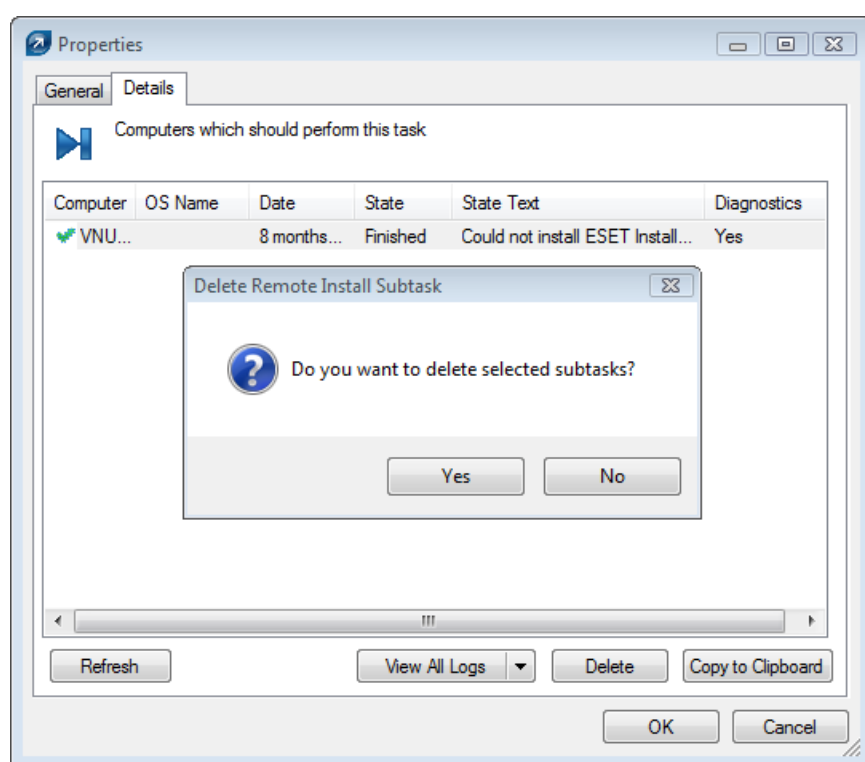 Properties
General Details
Computers which should perform this task
Computer OS Name Date State State Text Diagnostics
VNU... 8 months... Finished Could not install ESET Install... Yes
Delete Remote Install Subtask
Do you want to delete selected subtasks?
Yes No
Refresh View All Logs Delete Copy to Clipboard
OK Cancel